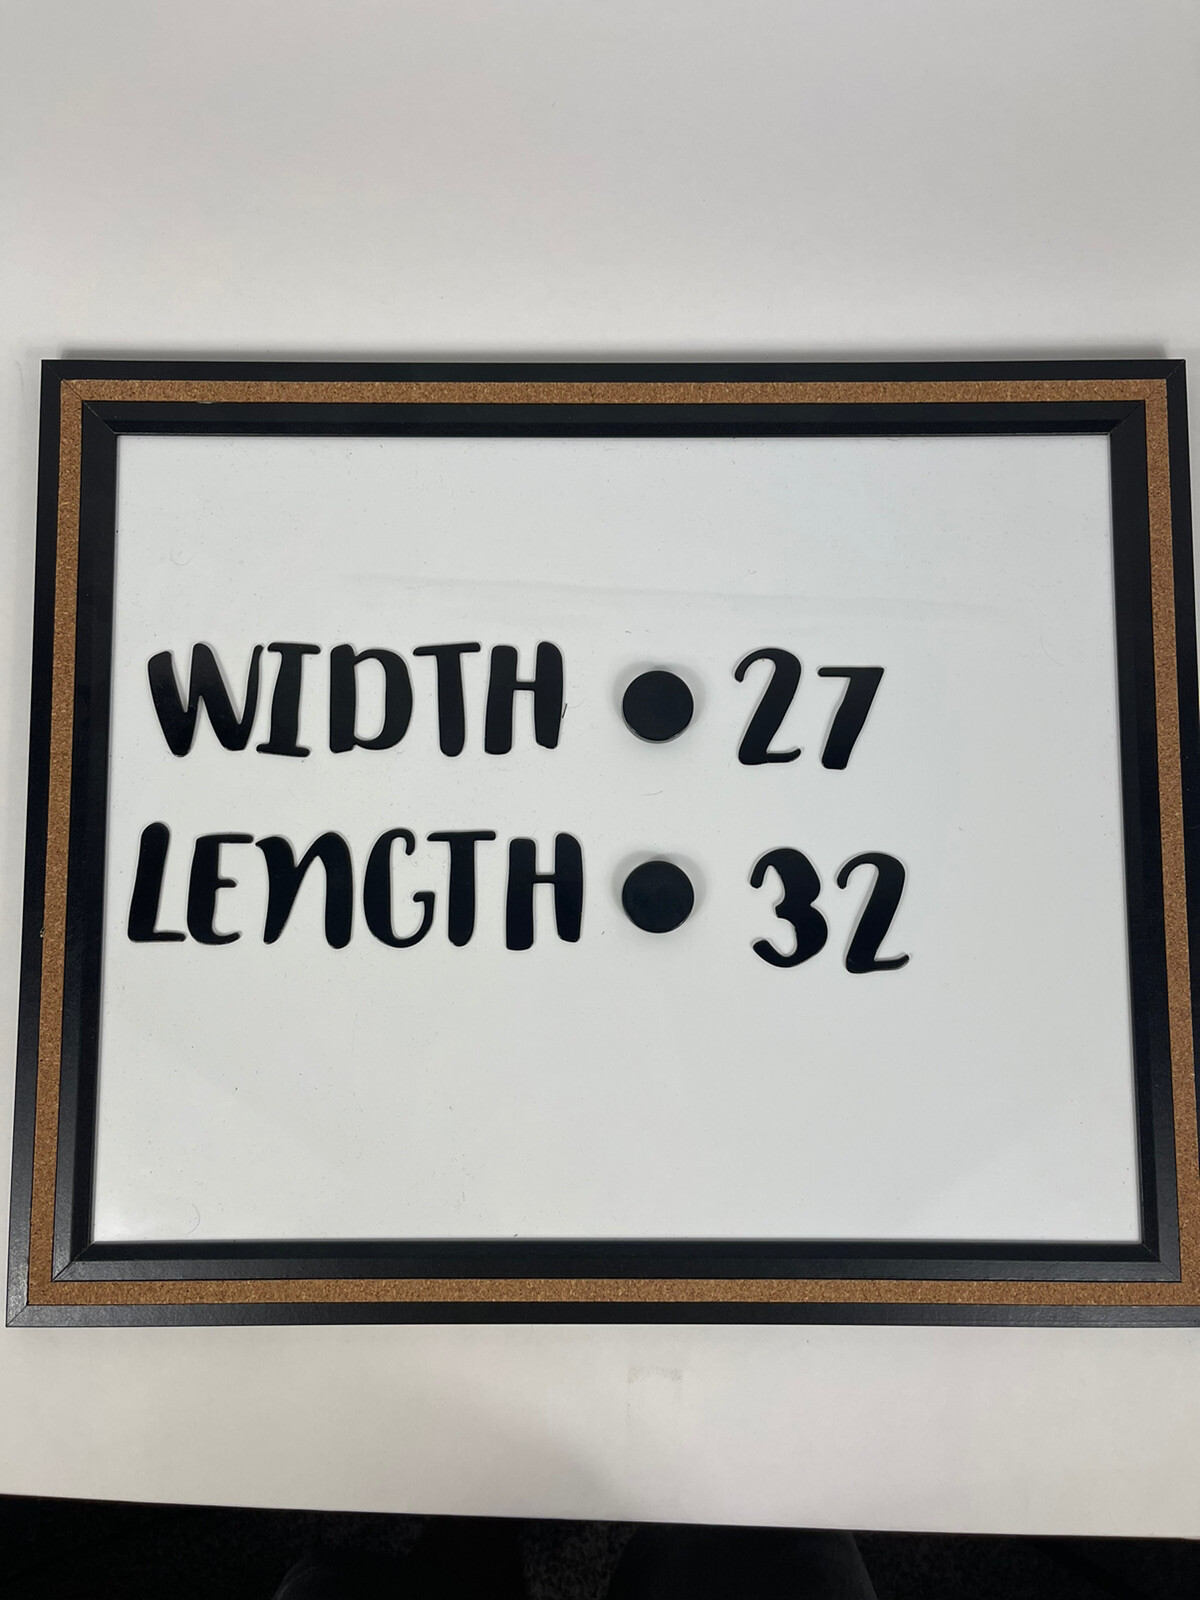 WIDTH ● 27
LENGTH ● 32